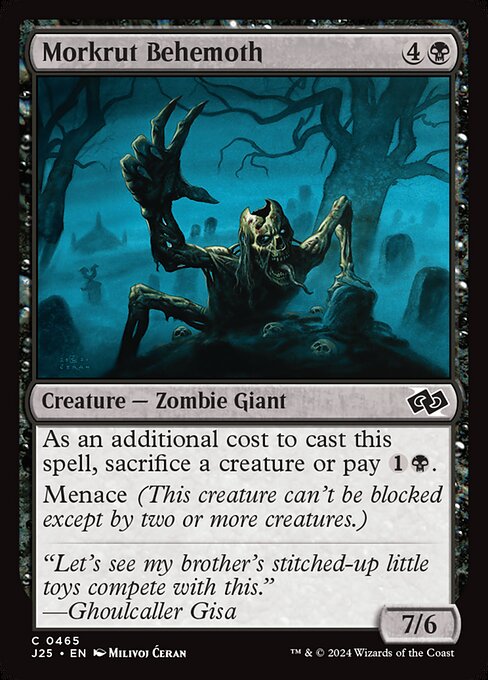 Morkrut Behemoth 4
Creature — Zombie Giant
As an additional cost to cast this
spell, sacrifice a creature or pay 1.
Menace (This creature can't be blocked
except by two or more creatures.)
“Let's see my brother's stitched-up little
toys compete with this.”
—Ghoulcaller Gisa
7/6
C 0465
J25 • EN Milivoj Ćeran
™ & © 2024 Wizards of the Coast